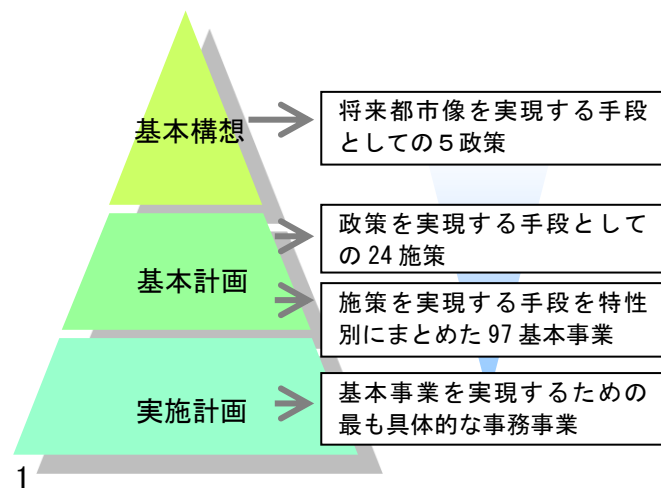 基本構想
将来都市像を実現する手段
としての５政策
基本計画
政策を実現する手段として
の 24 施策
施策を実現する手段を特性
別にまとめた 97 基本事業
実施計画
基本事業を実現するための
最も具体的な事務事業
1